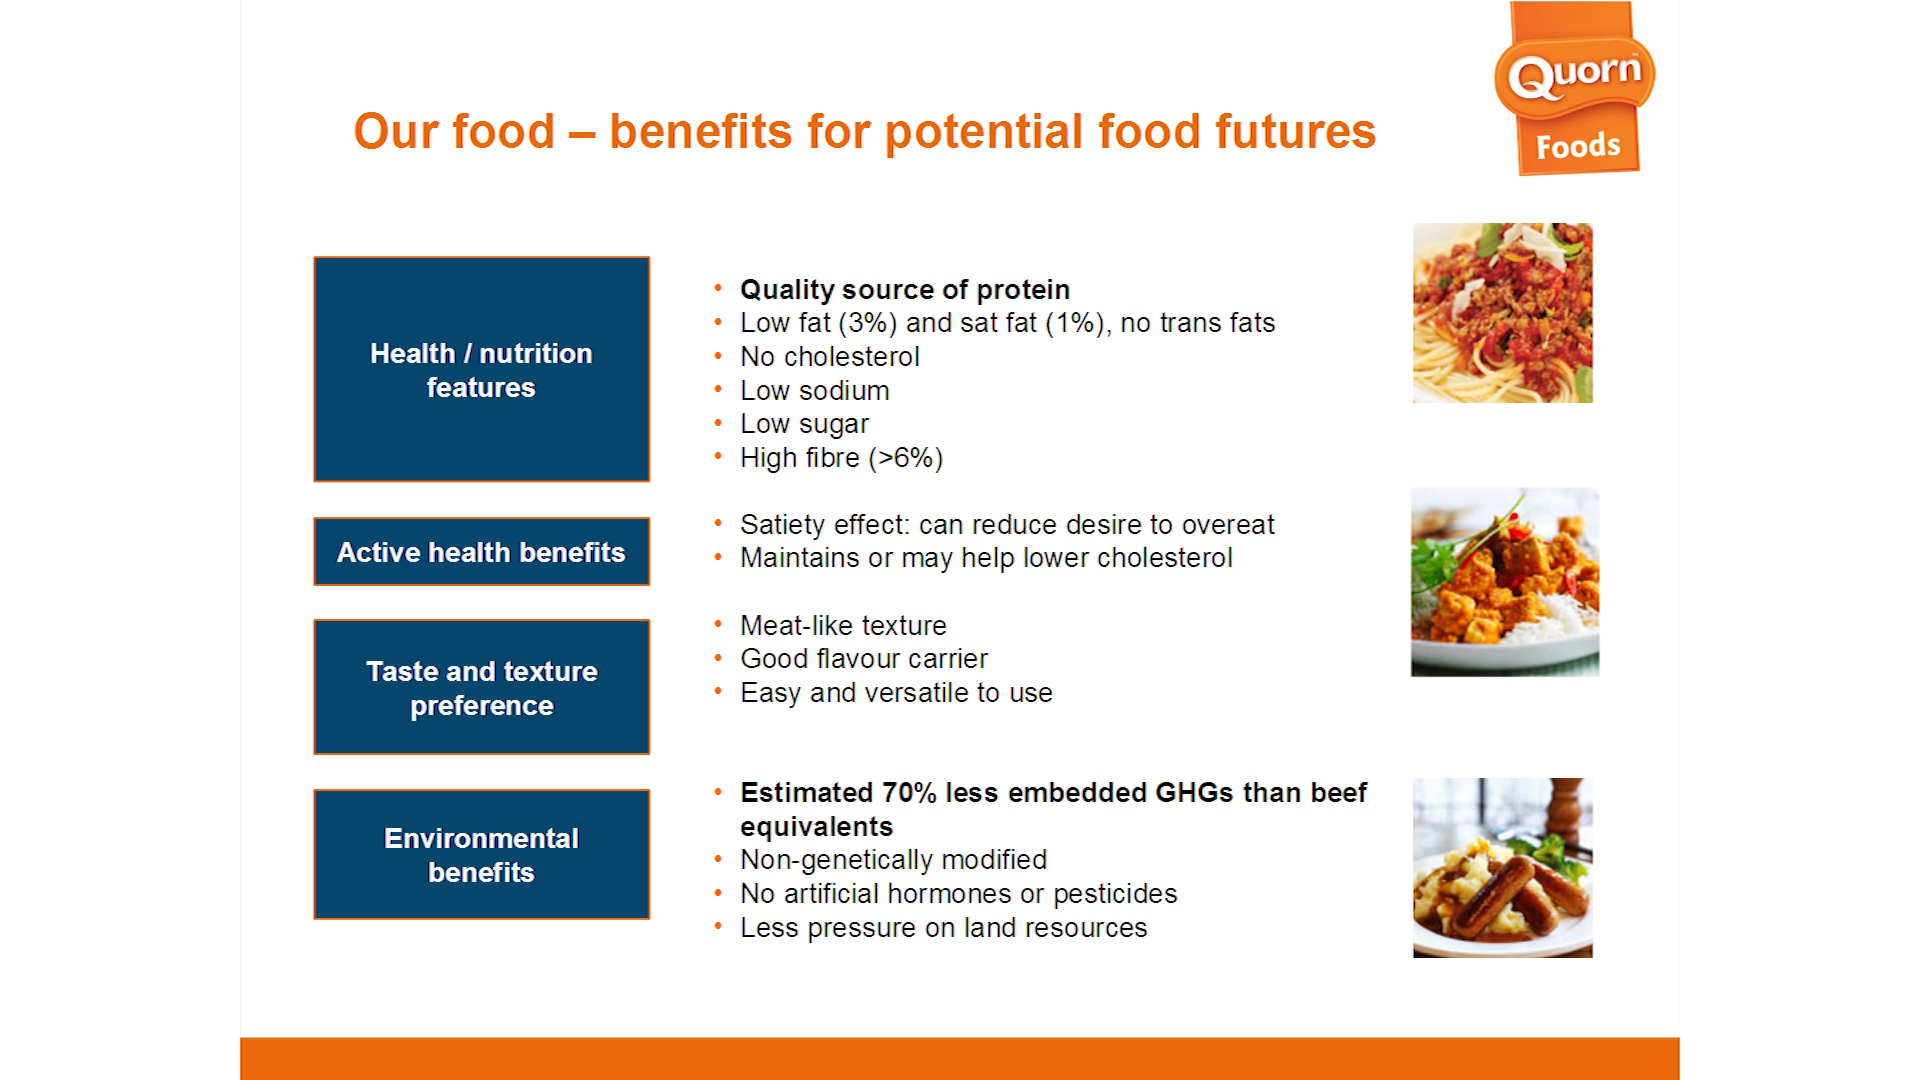 Quorn™
Foods
Our food – benefits for potential food futures
Health / nutrition
features
• Quality source of protein
• Low fat (3%) and sat fat (1%), no trans fats
• No cholesterol
• Low sodium
• Low sugar
• High fibre (>6%)
Active health benefits
• Satiety effect: can reduce desire to overeat
• Maintains or may help lower cholesterol
Taste and texture
preference
• Meat-like texture
• Good flavour carrier
• Easy and versatile to use
Environmental
benefits
• Estimated 70% less embedded GHGs than beef
equivalents
• Non-genetically modified
• No artificial hormones or pesticides
• Less pressure on land resources